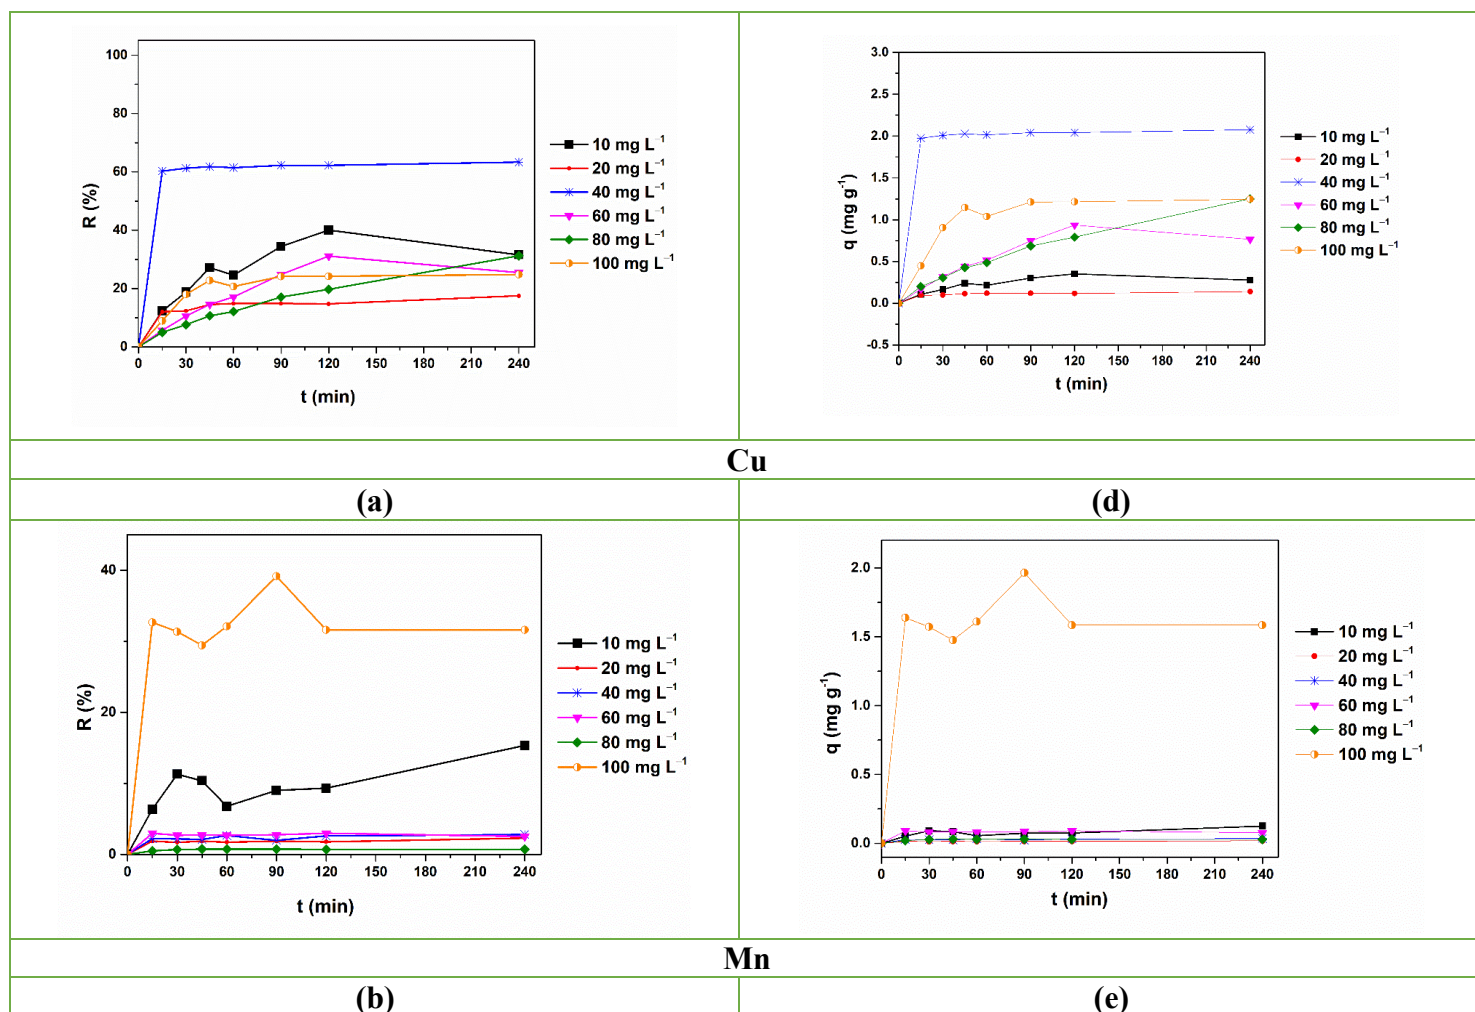 100
80
60
40
20
0
R (%)
0 30 60 90 120 150 180 210 240
t (min)
10 mg L⁻¹
20 mg L⁻¹
40 mg L⁻¹
60 mg L⁻¹
80 mg L⁻¹
100 mg L⁻¹
3.0
2.5
2.0
1.5
1.0
0.5
0.0
-0.5
q (mg g⁻¹)
0 30 60 90 120 150 180 210 240
t (min)
10 mg L⁻¹
20 mg L⁻¹
40 mg L⁻¹
60 mg L⁻¹
80 mg L⁻¹
100 mg L⁻¹
Cu
(a) (d)
40
20
0
R (%)
0 30 60 90 120 150 180 210 240
t (min)
10 mg L⁻¹
20 mg L⁻¹
40 mg L⁻¹
60 mg L⁻¹
80 mg L⁻¹
100 mg L⁻¹
2.0
1.5
1.0
0.5
0.0
q (mg g⁻¹)
0 30 60 90 120 150 180 210 240
t (min)
10 mg L⁻¹
20 mg L⁻¹
40 mg L⁻¹
60 mg L⁻¹
80 mg L⁻¹
100 mg L⁻¹
Mn
(b) (e)